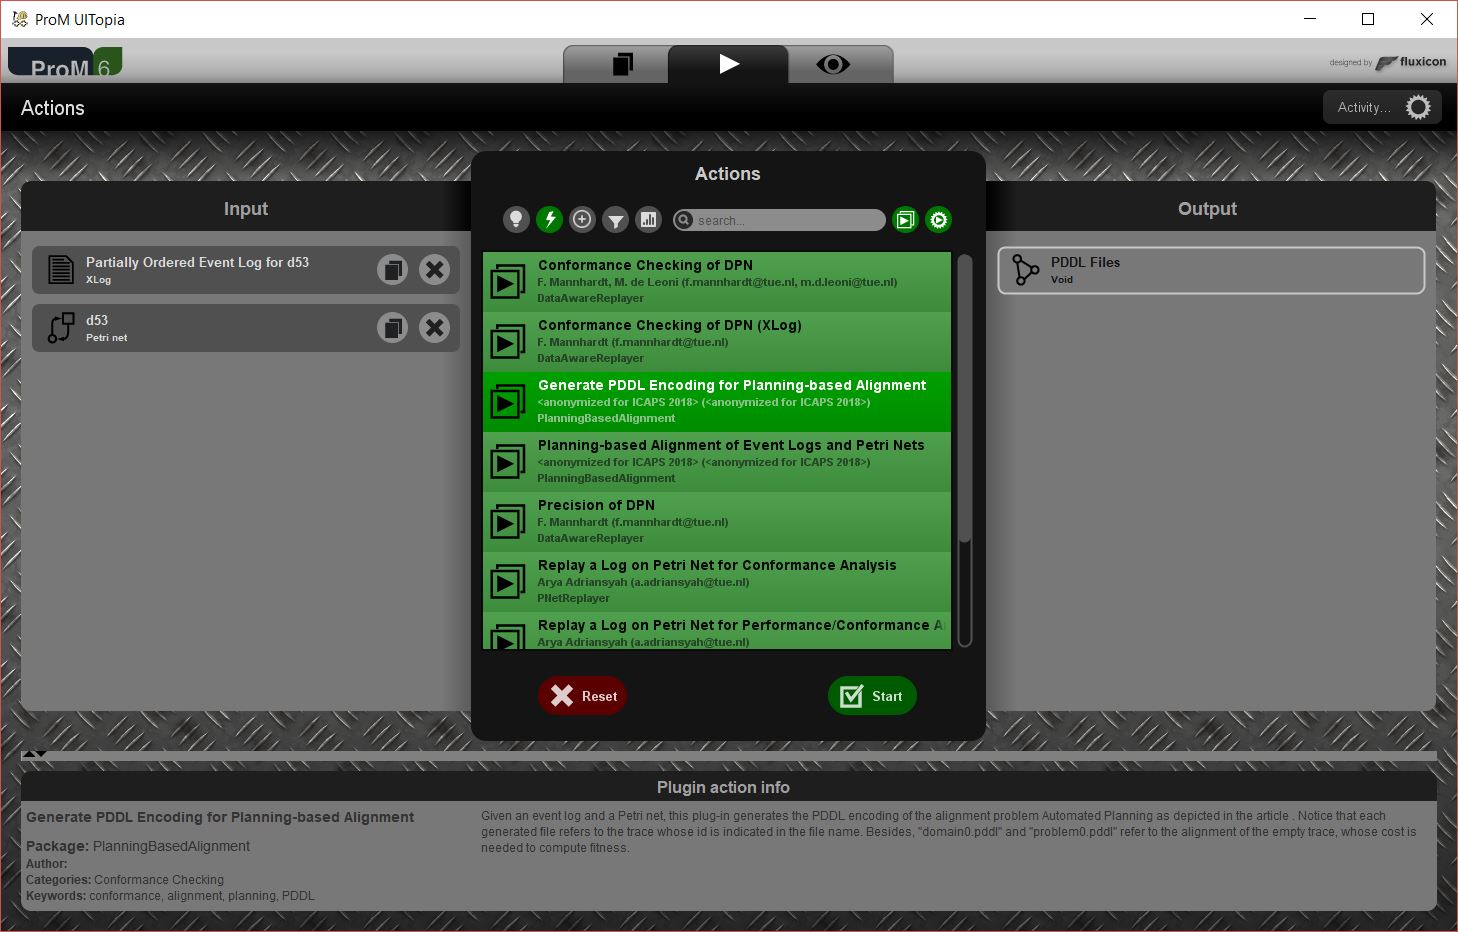 ProM UITopia
ProM 6
designed by fluxicon
Actions
Activity...
Input
Partially Ordered Event Log for d53
XLog
d53
Petri net
Actions
search...
Conformance Checking of DPN
F. Mannhardt, M. de Leoni (f.mannhardt@tue.nl, m.d.leoni@tue.nl)
DataAwareReplayer
Conformance Checking of DPN (XLog)
F. Mannhardt (f.mannhardt@tue.nl)
DataAwareReplayer
Generate PDDL Encoding for Planning-based Alignment
<anonymized for ICAPS 2018> (<anonymized for ICAPS 2018>)
PlanningBasedAlignment
Planning-based Alignment of Event Logs and Petri Nets
<anonymized for ICAPS 2018> (<anonymized for ICAPS 2018>)
PlanningBasedAlignment
Precision of DPN
F. Mannhardt (f.mannhardt@tue.nl)
DataAwareReplayer
Replay a Log on Petri Net for Conformance Analysis
Arya Adriansyah (a.adriansyah@tue.nl)
PNetReplayer
Replay a Log on Petri Net for Performance/Conformance A
Arya Adriansyah (a.adriansyah@tue.nl)
Reset
Start
Output
PDDL Files
Void
Plugin action info
Generate PDDL Encoding for Planning-based Alignment
Package: PlanningBasedAlignment
Author:
Categories: Conformance Checking
Keywords: conformance, alignment, planning, PDDL
Given an event log and a Petri net, this plug-in generates the PDDL encoding of the alignment problem Automated Planning as depicted in the article . Notice that each
generated file refers to the trace whose id is indicated in the file name. Besides, "domain0.pddl" and "problem0.pddl" refer to the alignment of the empty trace, whose cost is
needed to compute fitness.